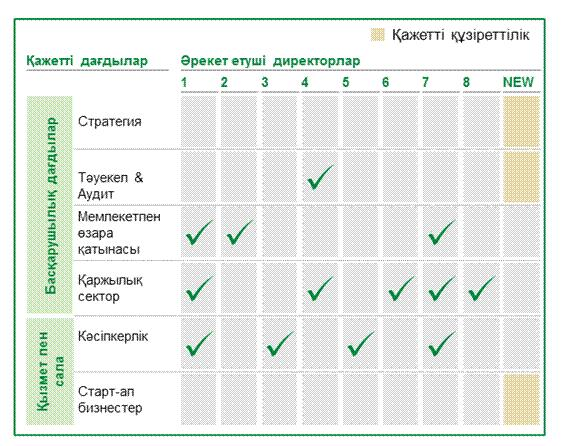 Қажетті құзіреттілік
Қажетті дағдылар
Әрекет етуші директорлар
1 2 3 4 5 6 7 8 NEW
Басқарушылық дағдылар
Стратегия
Тәуекел &
Аудит
Мемлекетпен
өзара
қатынасы
Қаржылық
сектор
Қызмет пен
сала
Кәсіпкерлік
Старт-ап
бизнестер